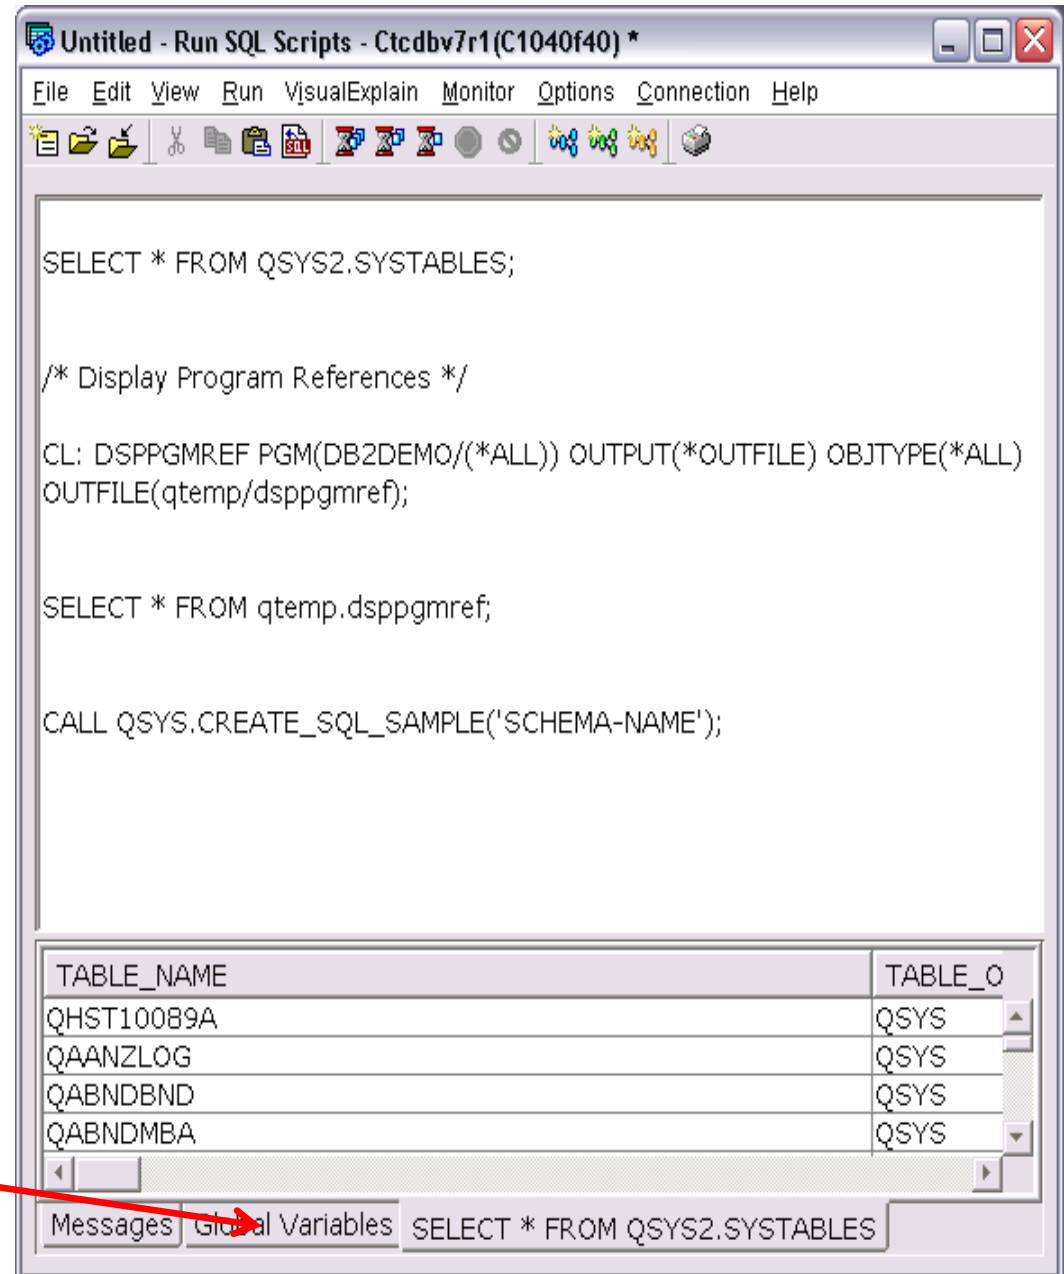 Untitled - Run SQL Scripts - Ctcdbv7r1(C1040f40) *
File Edit View Run VisualExplain Monitor Options Connection Help
SQL
SELECT * FROM QSYS2.SYSTABLES;
/* Display Program References */
CL: DSPPGMREF PGM(DB2DEMO/(*ALL)) OUTPUT(*OUTFILE) OBJTYPE(*ALL)
OUTFILE(qtemp/dsppgmref);
SELECT * FROM qtemp.dsppgmref;
CALL QSYS.CREATE_SQL_SAMPLE('SCHEMA-NAME');
TABLE_NAME TABLE_O
QHST10089A QSYS
QAANZLOG QSYS
QABNDBND QSYS
QABNDMBA QSYS
Messages Global Variables SELECT * FROM QSYS2.SYSTABLES